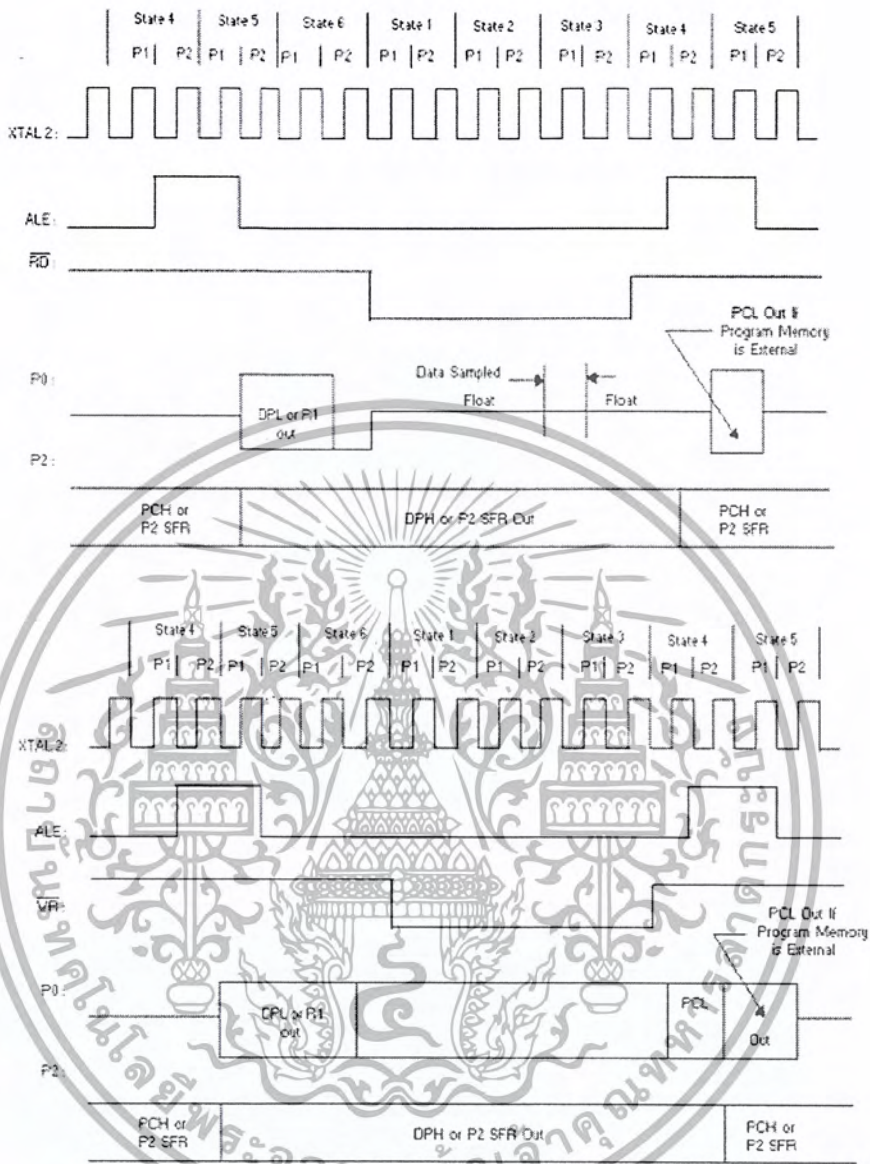 State 4 State 5 State 6 State 1 State 2 State 3 State 4 State 5
P1 P2 P1 P2 P1 P2 P1 P2 P1 P2 P1 P2 P1 P2 P1 P2
XTAL 2:
ALE:
RD:
PCL Out If
Program Memory
is External
P0:
Data Sampled
Float Float
DPL or R1
out
P2:
PCH or
P2 SFR
DPH or P2 SFR Out
PCH or
P2 SFR
State 4 State 5 State 6 State 1 State 2 State 3 State 4 State 5
P1 P2 P1 P2 P1 P2 P1 P2 P1 P2 P1 P2 P1 P2 P1 P2
XTAL 2:
ALE:
WR:
PCL Out If
Program Memory
is External
P0:
DPL or R1
out
PCL
Out
P2:
PCH or
P2 SFR
DPH or P2 SFR Out
PCH or
P2 SFR